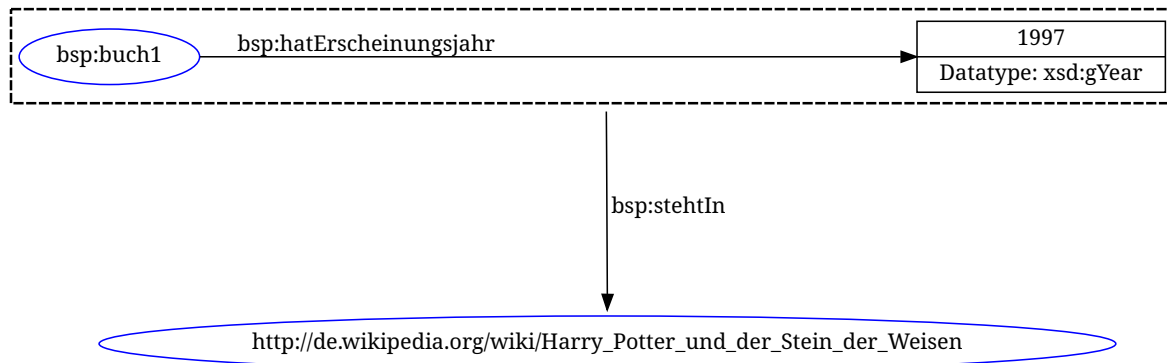 bsp:buch1
bsp:hatErscheinungsjahr
1997
Datatype: xsd:gYear
bsp:stehtIn
http://de.wikipedia.org/wiki/Harry_Potter_und_der_Stein_der_Weisen